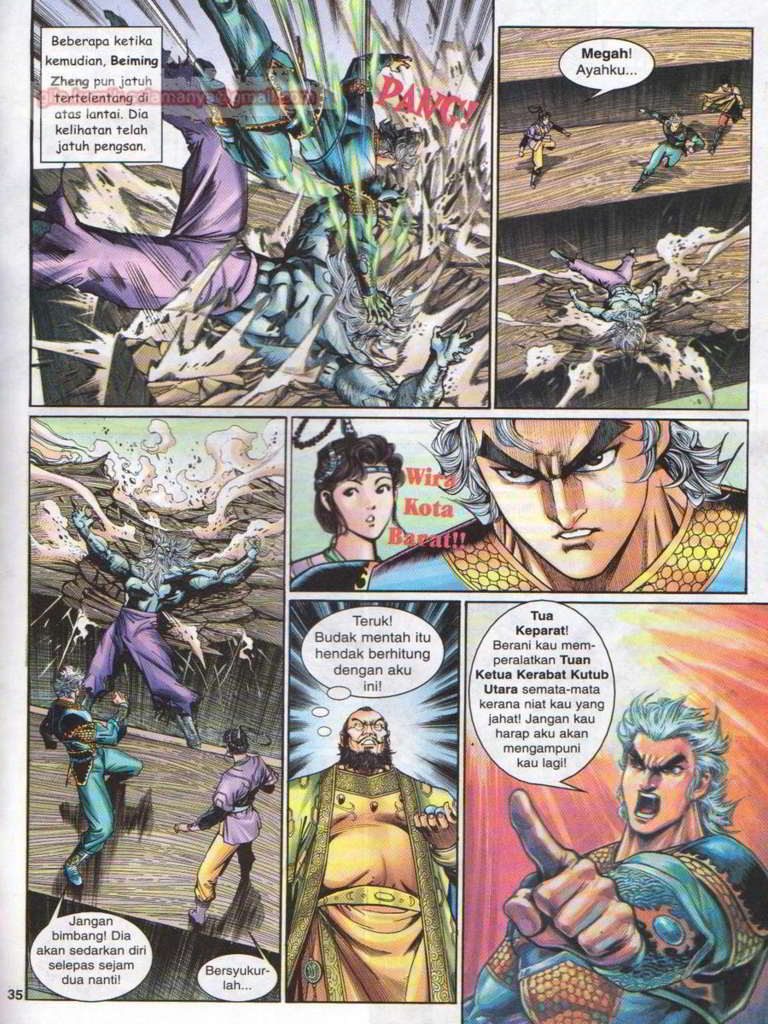 Beberapa ketika
kemudian, Beiming
Zheng pun jatuh
tertelentang di
atas lantai. Dia
kelihatan telah
jatuh pengsan.
PANG!
Megah!
Ayahku...
Jangan
bimbang! Dia
akan sedarkan diri
selepas sejam
dua nanti!
Bersyukur-
lah...
Wira
Kota
Barat!!
Teruk!
Budak mentah itu
hendak berhitung
dengan aku
ini!
Tua
Keparat!
Berani kau mem-
peralatkan Tuan
Ketua Kerabat Kutub
Utara semata-mata
kerana niat kau yang
jahat! Jangan kau
harap aku akan
mengampuni
kau lagi!
35